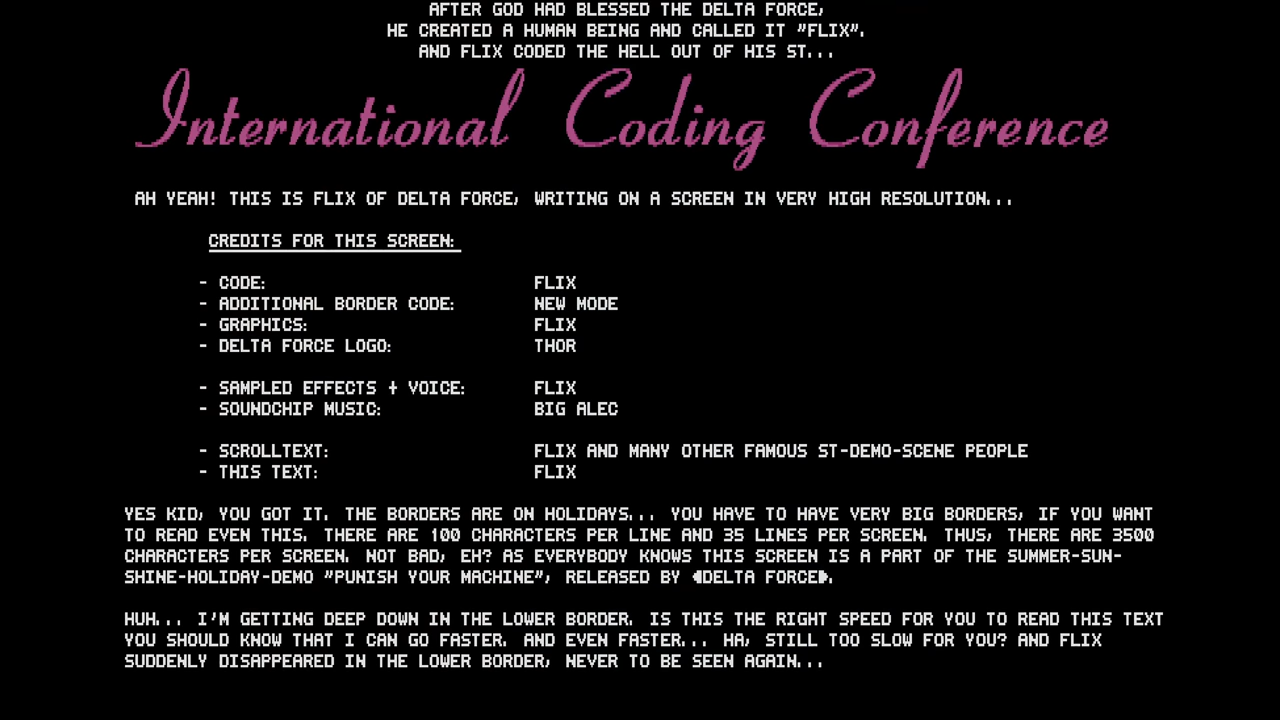 AFTER GOD HAD BLESSED THE DELTA FORCE,
HE CREATED A HUMAN BEING AND CALLED IT "FLIX".
AND FLIX CODED THE HELL OUT OF HIS ST...
International Coding Conference
AH YEAH! THIS IS FLIX OF DELTA FORCE, WRITING ON A SCREEN IN VERY HIGH RESOLUTION...
CREDITS FOR THIS SCREEN:
- CODE: FLIX
- ADDITIONAL BORDER CODE: NEW MODE
- GRAPHICS: FLIX
- DELTA FORCE LOGO: THOR
- SAMPLED EFFECTS + VOICE: FLIX
- SOUNDCHIP MUSIC: BIG ALEC
- SCROLLTEXT: FLIX AND MANY OTHER FAMOUS ST-DEMO-SCENE PEOPLE
- THIS TEXT: FLIX
YES KID, YOU GOT IT. THE BORDERS ARE ON HOLIDAYS... YOU HAVE TO HAVE VERY BIG BORDERS, IF YOU WANT
TO READ EVEN THIS. THERE ARE 100 CHARACTERS PER LINE AND 35 LINES PER SCREEN. THUS, THERE ARE 3500
CHARACTERS PER SCREEN. NOT BAD, EH? AS EVERYBODY KNOWS THIS SCREEN IS A PART OF THE SUMMER-SUN-
SHINE-HOLIDAY-DEMO "PUNISH YOUR MACHINE", RELEASED BY DELTA FORCE.
HUH... I'M GETTING DEEP DOWN IN THE LOWER BORDER. IS THIS THE RIGHT SPEED FOR YOU TO READ THIS TEXT
YOU SHOULD KNOW THAT I CAN GO FASTER. AND EVEN FASTER... HA, STILL TOO SLOW FOR YOU? AND FLIX
SUDDENLY DISAPPEARED IN THE LOWER BORDER, NEVER TO BE SEEN AGAIN...